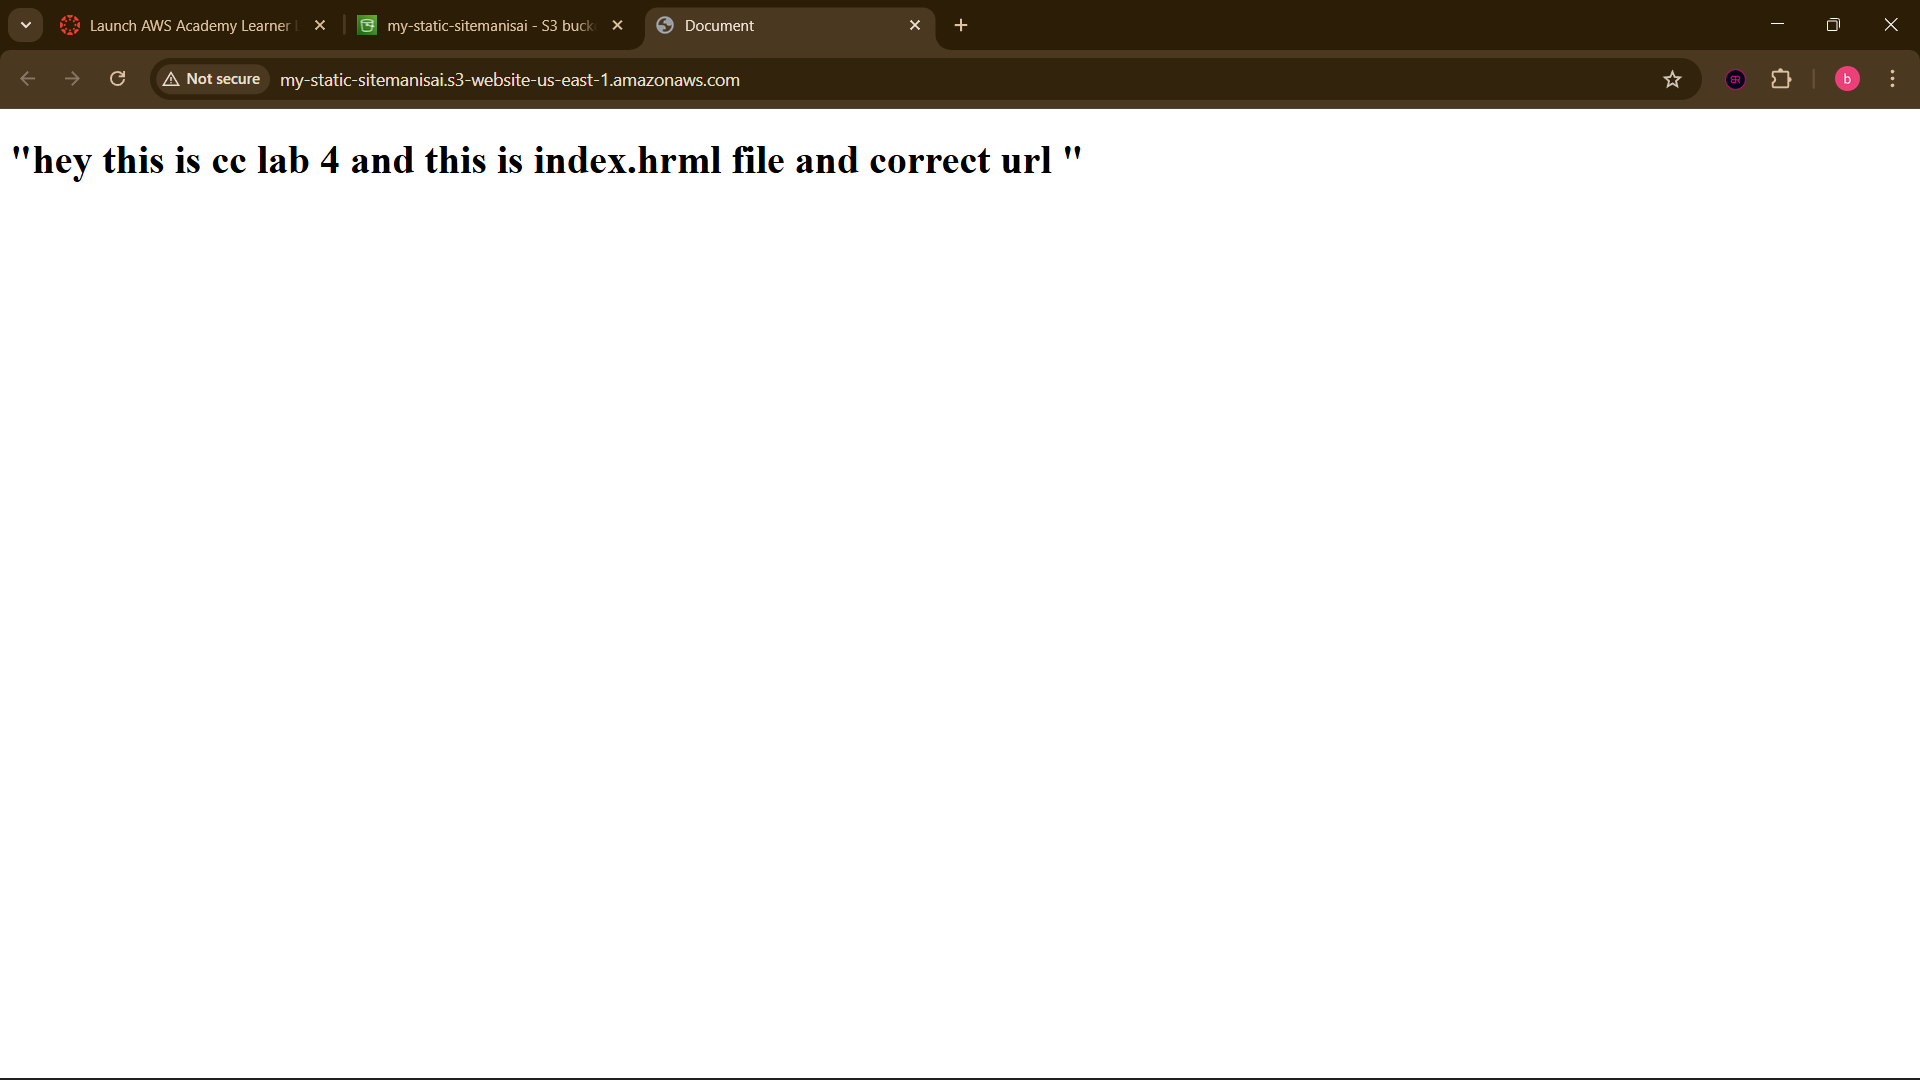 Launch AWS Academy Learner
my-static-sitemanisai - S3 buck
Document
Not secure
my-static-sitemanisai.s3-website-us-east-1.amazonaws.com
b
"hey this is cc lab 4 and this is index.hrml file and correct url "